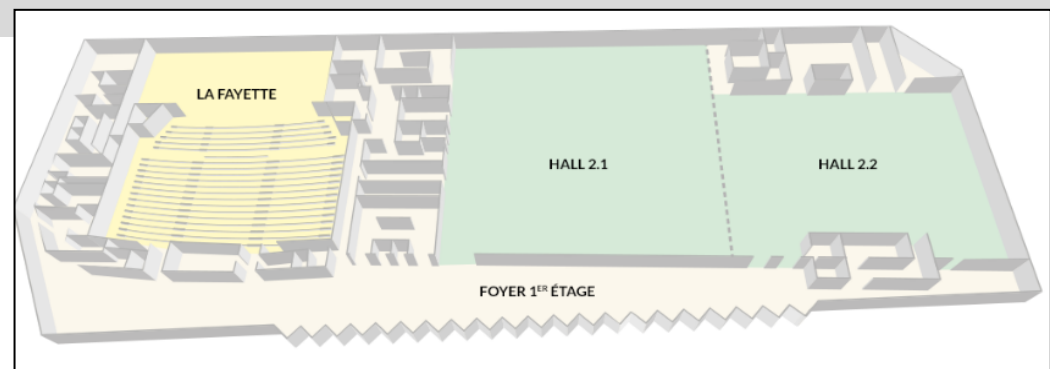 LA FAYETTE
HALL 2.1
HALL 2.2
FOYER 1ER ÉTAGE